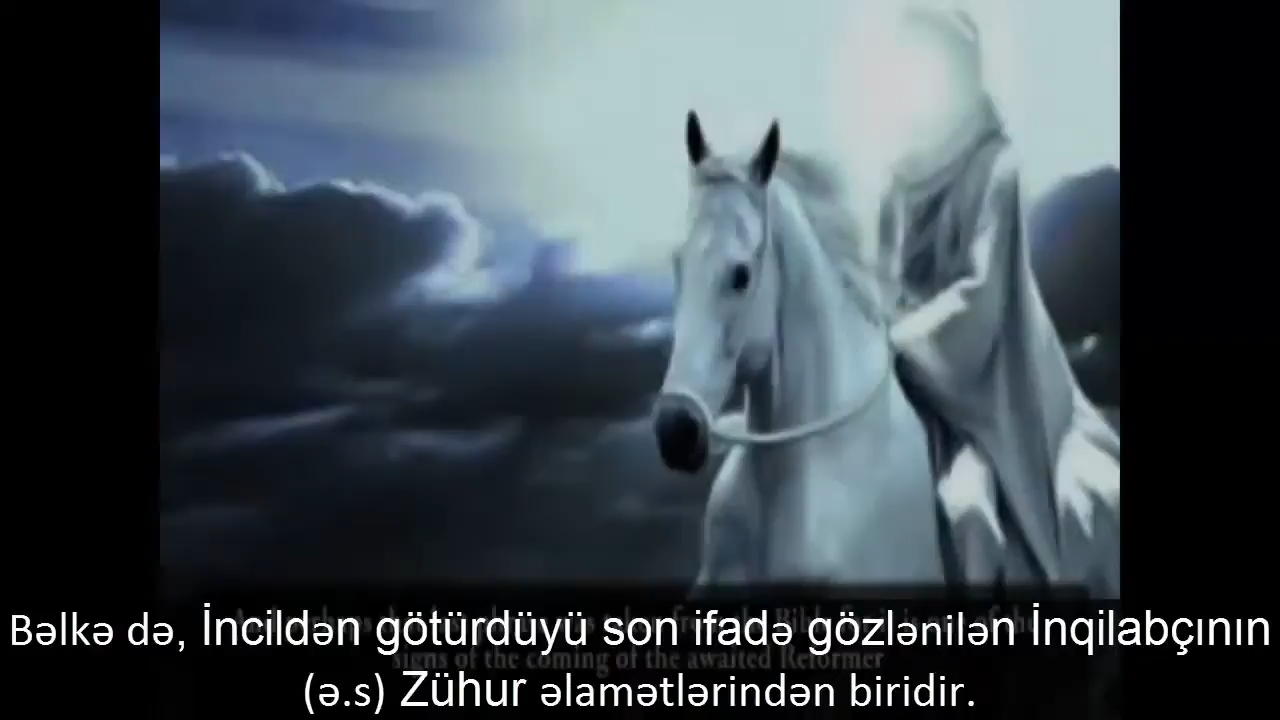 Bəlkə də, İncildən götürdüyü son ifadə gözlənilən İnqilabçının
signs of the coming of the awaited Reformer
(ə.s) Zühur əlamətlərindən biridir.